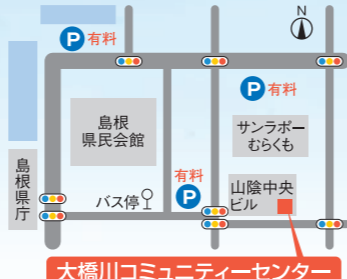 N
P 有料
P 有料
島根
県民会館
サンラポー
むらくも
島根県庁
有料
P
バス停
山陰中央
ビル
大橋川コミュニティーセンター